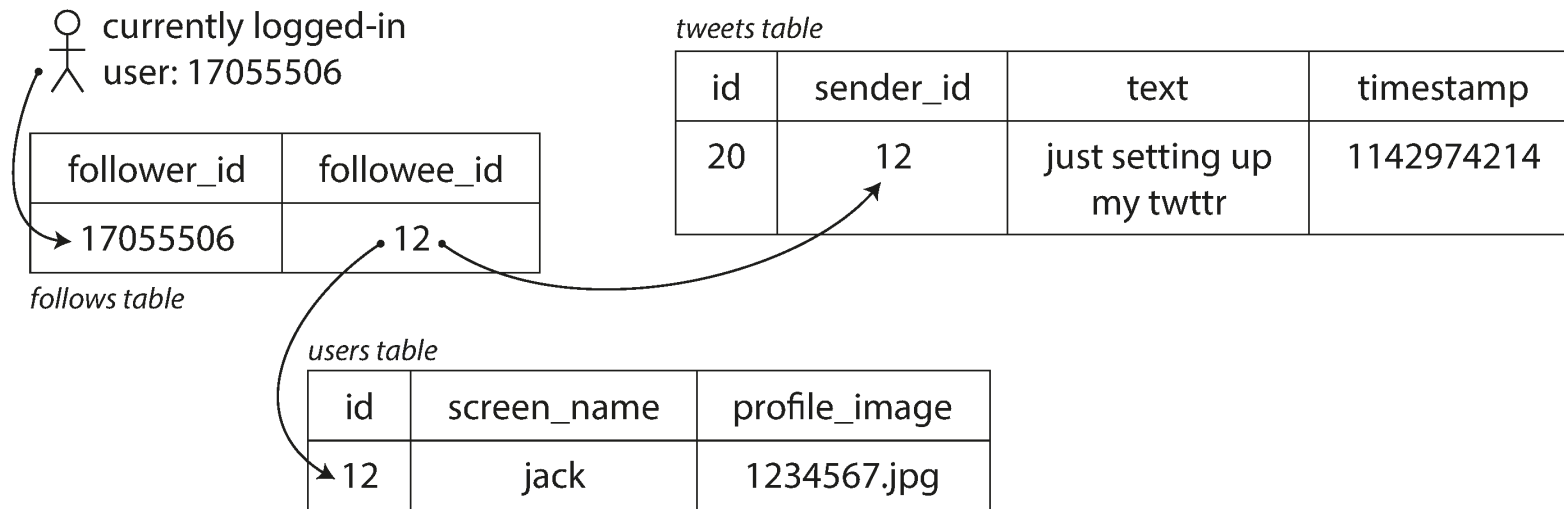 currently logged-in
user: 17055506
follower_id followee_id
17055506 12
follows table
tweets table
id sender_id text timestamp
20 12 just setting up 1142974214
my twttr
users table
id screen_name profile_image
12 jack 1234567.jpg